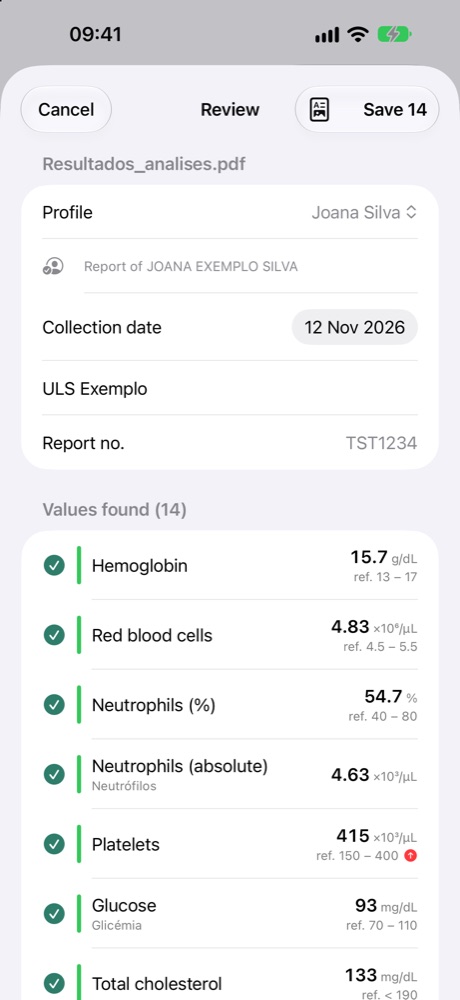 09:41
Cancel
Review
Save 14
Resultados_analises.pdf
Profile
Joana Silva
Report of JOANA EXEMPLO SILVA
Collection date
12 Nov 2026
ULS Exemplo
Report no.
TST1234
Values found (14)
Hemoglobin
15.7 g/dL
ref. 13 – 17
Red blood cells
4.83 ×10⁶/µL
ref. 4.5 – 5.5
Neutrophils (%)
54.7 %
ref. 40 – 80
Neutrophils (absolute)
Neutrófilos
4.63 ×10³/µL
Platelets
415 ×10³/µL
ref. 150 – 400
Glucose
Glicémia
93 mg/dL
ref. 70 – 110
Total cholesterol
133 mg/dL
ref. < 190